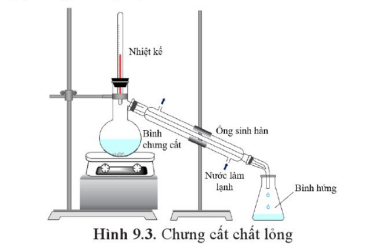 Nhiệt kế
Bình
chưng cất
Ống sinh hàn
Nước làm
lạnh
Bình hứng
Hình 9.3. Chưng cất chất lỏng